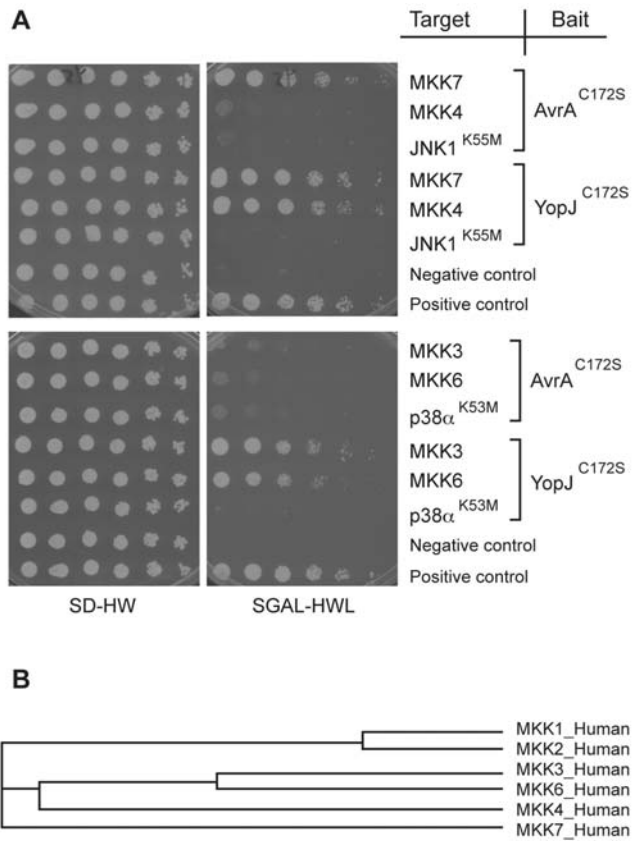 A
Target Bait
MKK7
MKK4
JNK1 K55M
AvrA C172S
MKK7
MKK4
JNK1 K55M
YopJ C172S
Negative control
Positive control
MKK3
MKK6
p38α K53M
AvrA C172S
MKK3
MKK6
p38α K53M
YopJ C172S
Negative control
Positive control
SD-HW SGAL-HWL
B
MKK1_Human
MKK2_Human
MKK3_Human
MKK6_Human
MKK4_Human
MKK7_Human